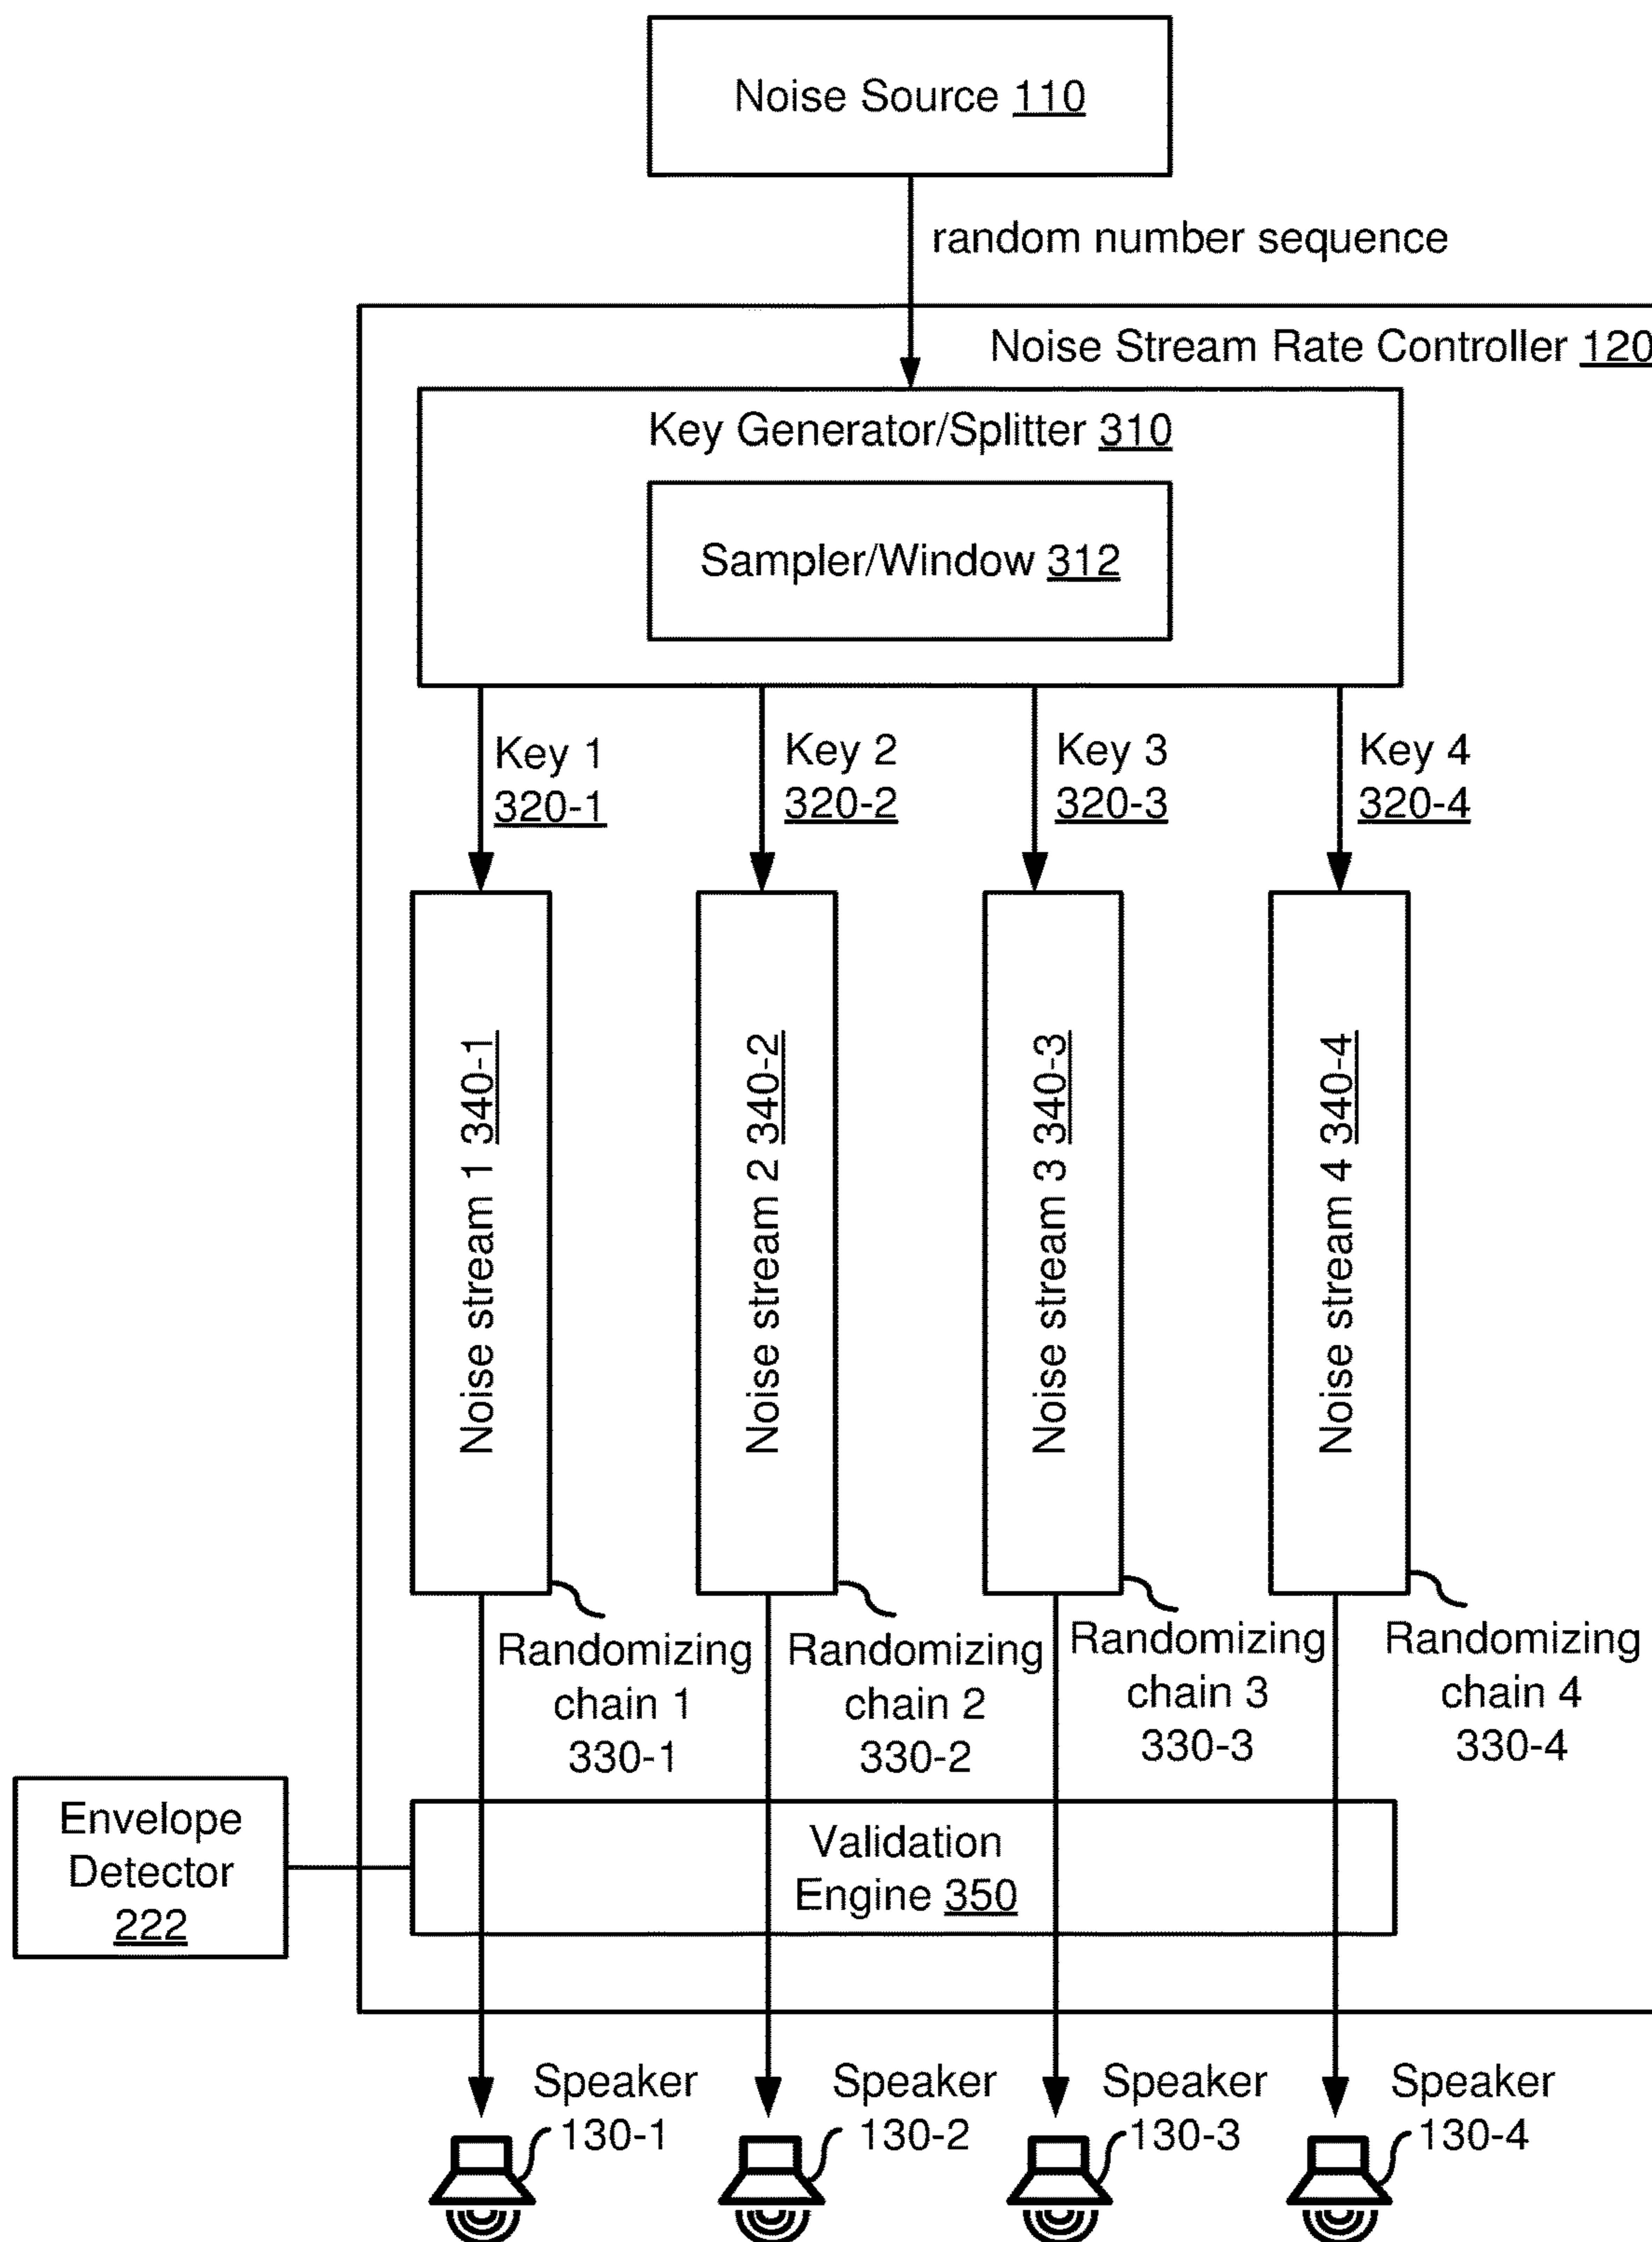 Noise Source 110
random number sequence
Noise Stream Rate Controller 120
Key Generator/Splitter 310
Sampler/Window 312
Key 1
320-1
Key 2
320-2
Key 3
320-3
Key 4
320-4
Noise stream 1 340-1
Noise stream 2 340-2
Noise stream 3 340-3
Noise stream 4 340-4
Randomizing
chain 1
330-1
Randomizing
chain 2
330-2
Randomizing
chain 3
330-3
Randomizing
chain 4
330-4
Envelope
Detector
222
Validation
Engine 350
Speaker
130-1
Speaker
130-2
Speaker
130-3
Speaker
130-4